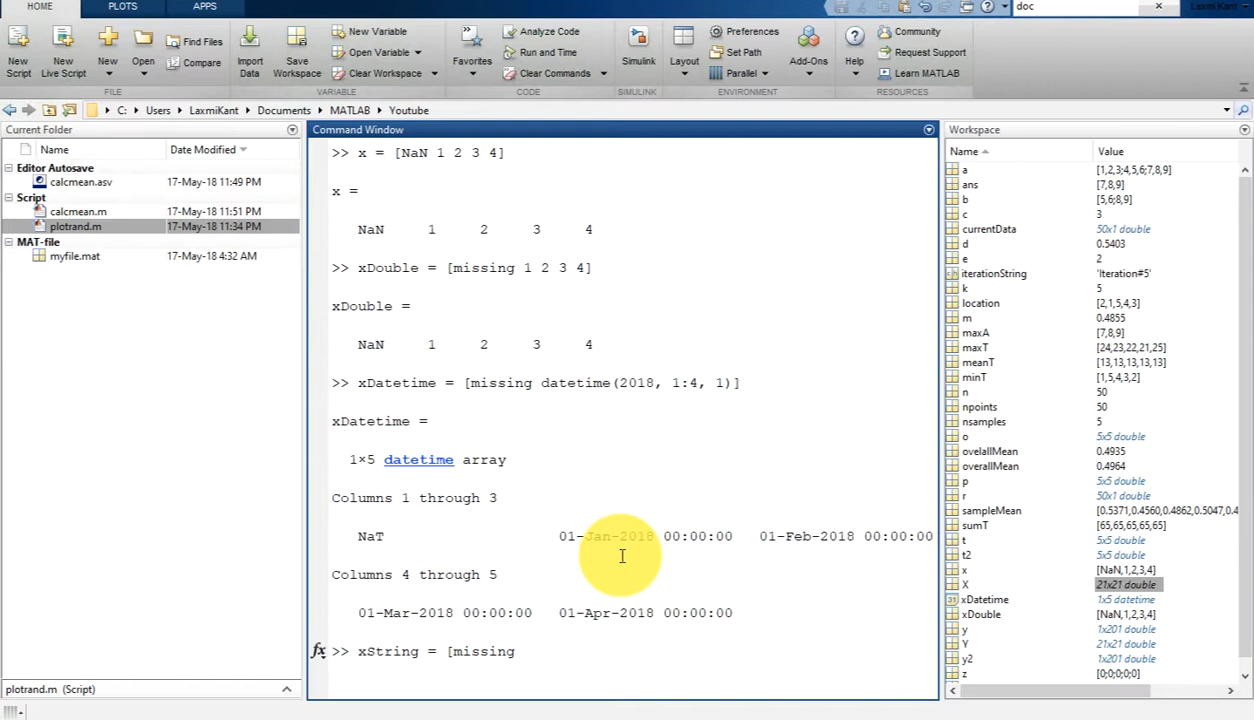 HOME PLOTS APPS
doc
Laxmi Kant
New Script
New Live Script
New
Open
Find Files
Compare
Import Data
Save Workspace
New Variable
Open Variable
Clear Workspace
Favorites
Analyze Code
Run and Time
Clear Commands
Simulink
Layout
Preferences
Set Path
Parallel
Add-Ons
Help
Community
Request Support
Learn MATLAB
FILE VARIABLE CODE SIMULINK ENVIRONMENT RESOURCES
C: Users LaxmiKant Documents MATLAB Youtube
Current Folder
Name Date Modified
Editor Autosave
calcmean.asv 17-May-18 11:49 PM
Script
calcmean.m 17-May-18 11:51 PM
plotrand.m 17-May-18 11:34 PM
MAT-file
myfile.mat 17-May-18 4:32 AM
plotrand.m (Script)
Command Window
>> x = [NaN 1 2 3 4]
x =
NaN 1 2 3 4
>> xDouble = [missing 1 2 3 4]
xDouble =
NaN 1 2 3 4
>> xDatetime = [missing datetime(2018, 1:4, 1)]
xDatetime =
1×5 datetime array
Columns 1 through 3
NaT 01-Jan-2018 00:00:00 01-Feb-2018 00:00:00
Columns 4 through 5
01-Mar-2018 00:00:00 01-Apr-2018 00:00:00
fx >> xString = [missing
Workspace
Name Value
a [1,2,3;4,5,6;7,8,9]
ans [7,8,9]
b [5,6;8,9]
c 3
currentData 50x1 double
d 0.5403
e 2
iterationString 'Iteration#5'
k 5
location [2,1,5,4,3]
m 0.4855
maxA [7,8,9]
maxT [24,23,22,21,25]
meanT [13,13,13,13,13]
minT [1,5,4,3,2]
n 50
npoints 50
nsamples 5
o 5x5 double
ovelallMean 0.4935
overallMean 0.4964
p 5x5 double
r 50x1 double
sampleMean [0.5371,0.4560,0.4862,0.5047,0.4
sumT [65,65,65,65,65]
t 5x5 double
t2 5x5 double
x [NaN,1,2,3,4]
X 21x21 double
xDatetime 1x5 datetime
xDouble [NaN,1,2,3,4]
y 1x201 double
Y 21x21 double
y2 1x201 double
z [0;0;0;0;0]